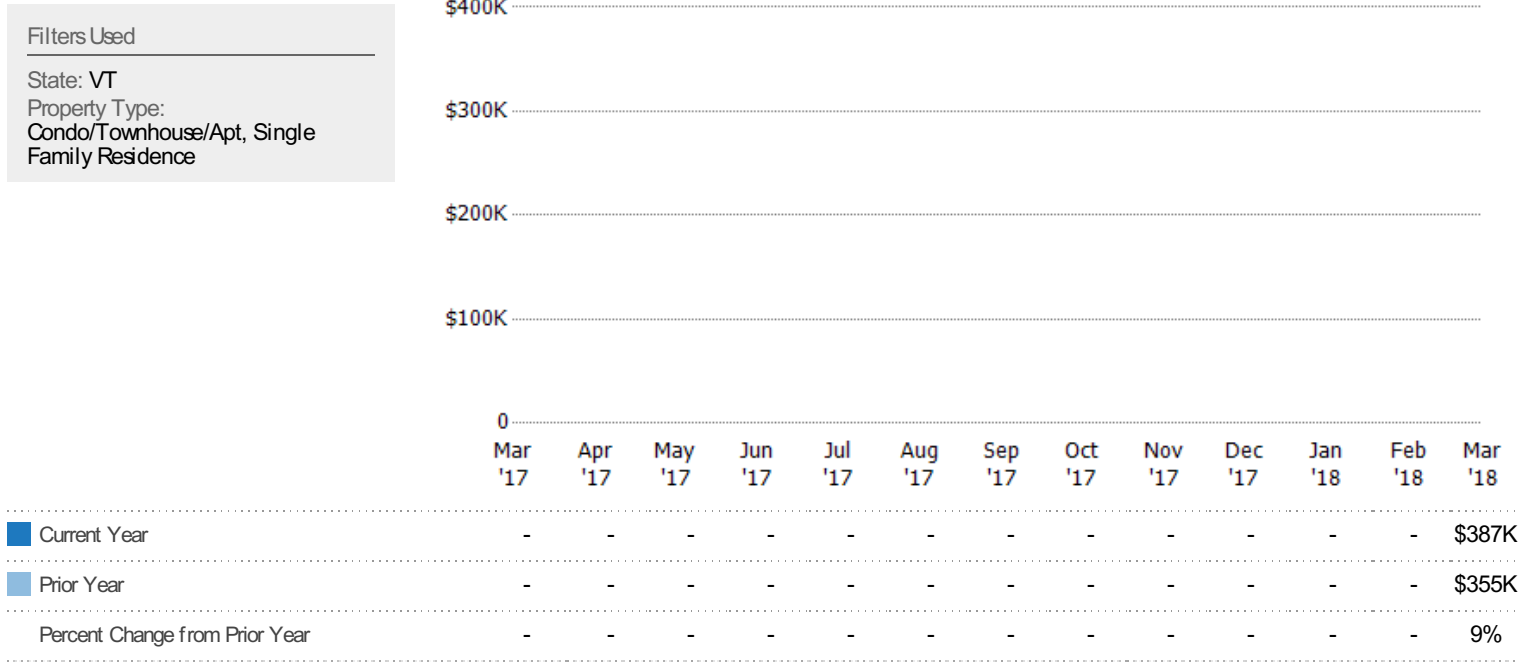 Filters Used
State: VT
Property Type:
Condo/Townhouse/Apt, Single
Family Residence
$400K
$300K
$200K
$100K
0
Mar Apr May Jun Jul Aug Sep Oct Nov Dec Jan Feb Mar
'17 '17 '17 '17 '17 '17 '17 '17 '17 '17 '18 '18 '18
Current Year - - - - - - - - - - - - $387K
Prior Year - - - - - - - - - - - - $355K
Percent Change from Prior Year - - - - - - - - - - - - 9%